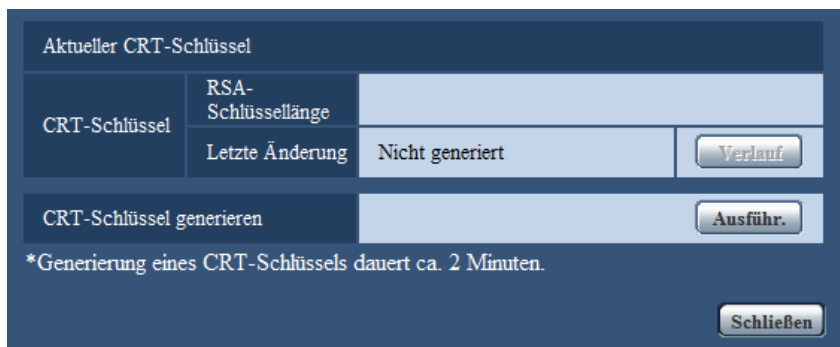 Aktueller CRT-Schlüssel
CRT-Schlüssel
RSA-
Schlüssellänge
Letzte Änderung
Nicht generiert
Verlauf
CRT-Schlüssel generieren
Ausführ.
*Generierung eines CRT-Schlüssels dauert ca. 2 Minuten.
Schließen